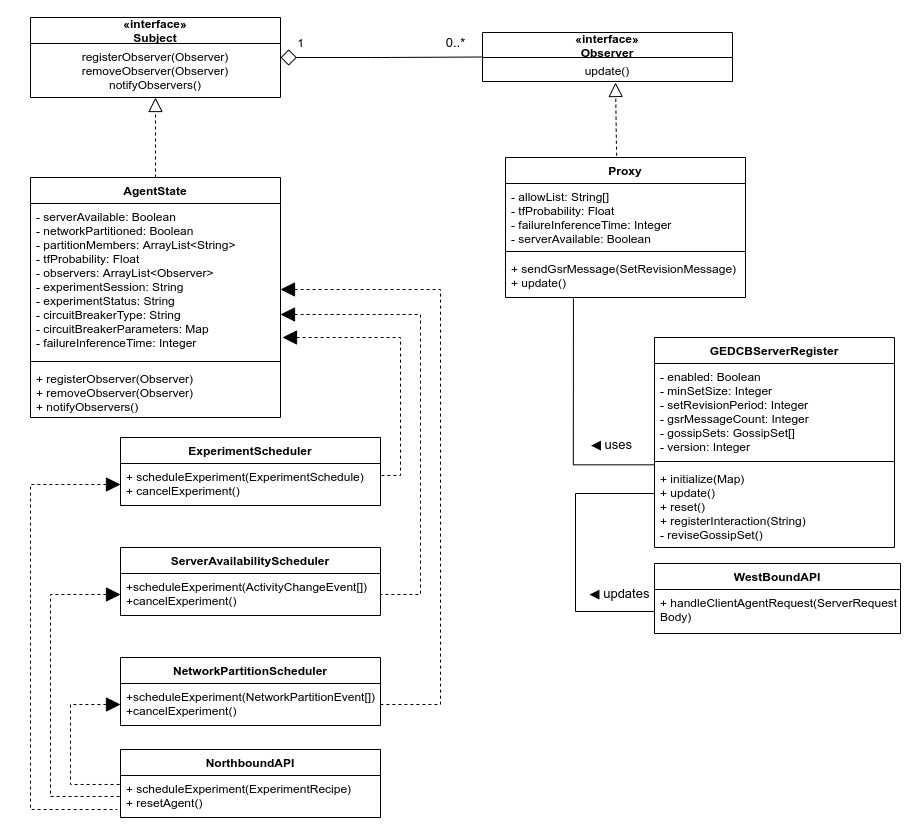 «interface»
Subject
registerObserver(Observer)
removeObserver(Observer)
notifyObservers()
1
0..*
«interface»
Observer
update()
AgentState
- serverAvailable: Boolean
- networkPartitioned: Boolean
- partitionMembers: ArrayList<String>
- tfProbability: Float
- observers: ArrayList<Observer>
- experimentSession: String
- experimentStatus: String
- circuitBreakerType: String
- circuitBreakerParameters: Map
- failureInferenceTime: Integer
+ registerObserver(Observer)
+ removeObserver(Observer)
+ notifyObservers()
Proxy
- allowList: String[]
- tfProbability: Float
- failureInferenceTime: Integer
- serverAvailable: Boolean
+ sendGsrMessage(SetRevisionMessage)
+ update()
GEDCBServerRegister
- enabled: Boolean
- minSetSize: Integer
- setRevisionPeriod: Integer
- gsrMessageCount: Integer
- gossipSets: GossipSet[]
- version: Integer
+ initialize(Map)
+ update()
+ reset()
+ registerInteraction(String)
- reviseGossipSet()
◀ uses
ExperimentScheduler
+ scheduleExperiment(ExperimentSchedule)
+ cancelExperiment()
ServerAvailabilityScheduler
+scheduleExperiment(ActivityChangeEvent[])
+cancelExperiment()
WestBoundAPI
+ handleClientAgentRequest(ServerRequest
Body)
◀ updates
NetworkPartitionScheduler
+scheduleExperiment(NetworkPartitionEvent[])
+cancelExperiment()
NorthboundAPI
+ scheduleExperiment(ExperimentRecipe)
+ resetAgent()